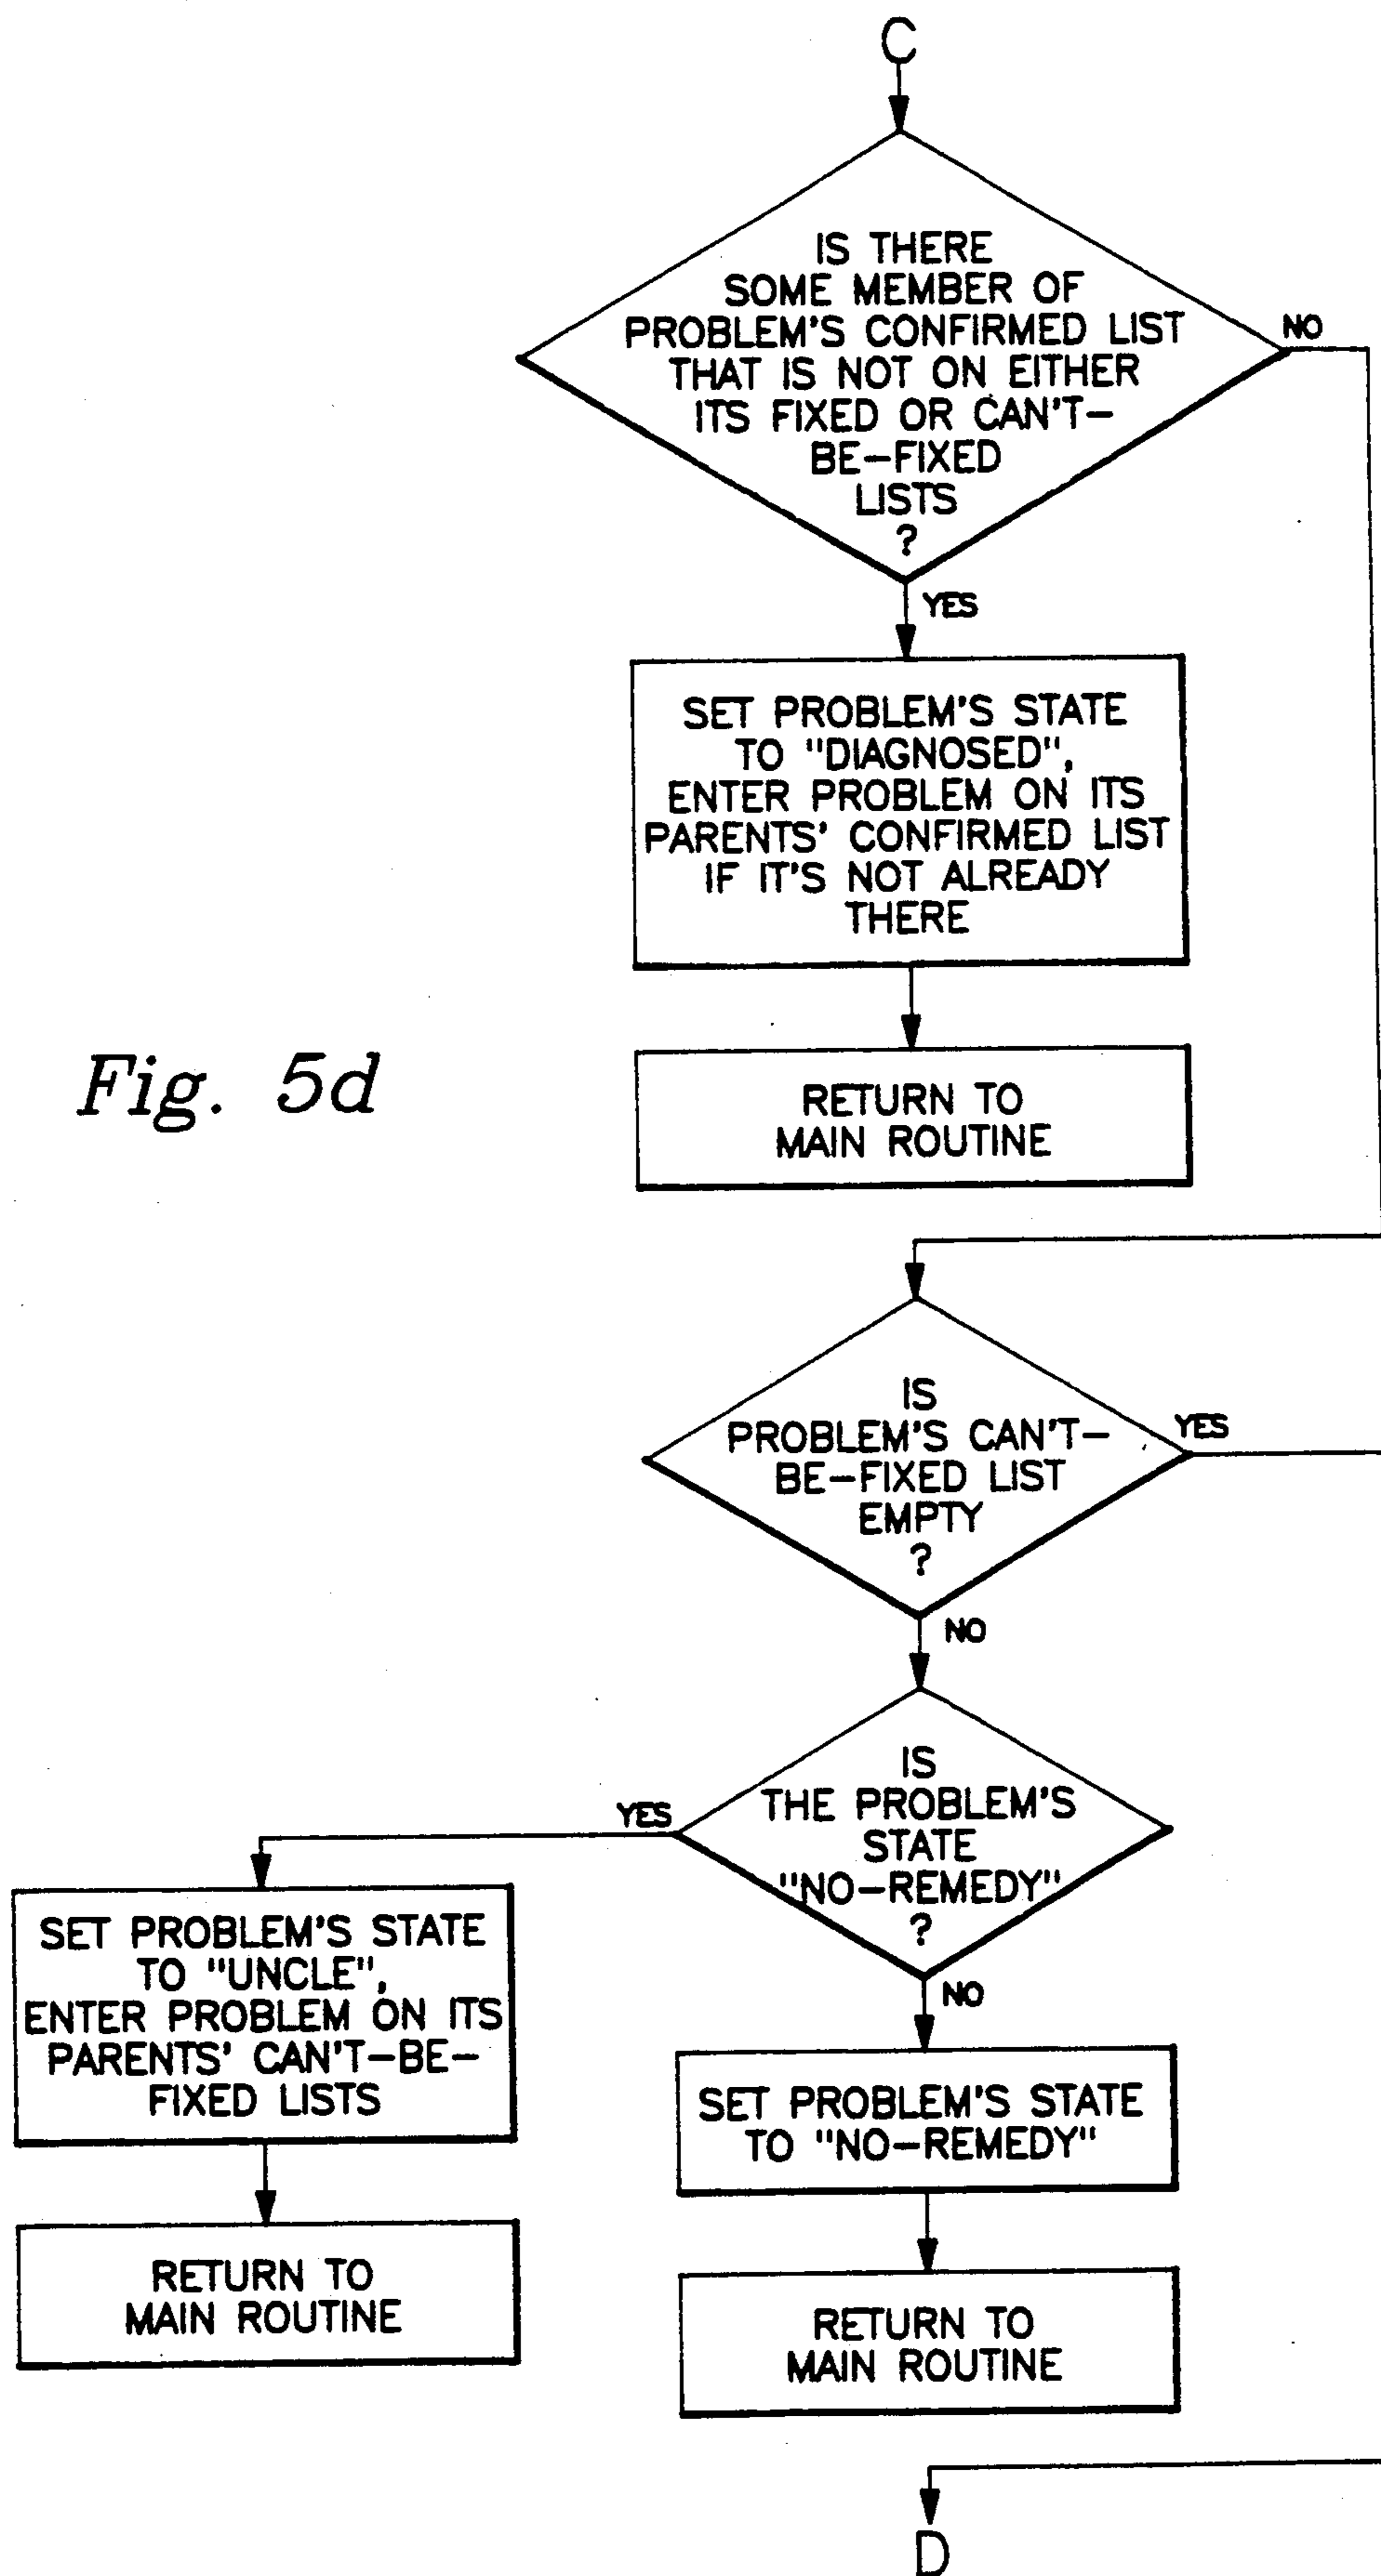 C
IS THERE
SOME MEMBER OF
PROBLEM'S CONFIRMED LIST
THAT IS NOT ON EITHER
ITS FIXED OR CAN'T-
BE-FIXED
LISTS
?
NO
YES
SET PROBLEM'S STATE
TO "DIAGNOSED",
ENTER PROBLEM ON ITS
PARENTS' CONFIRMED LIST
IF IT'S NOT ALREADY
THERE
Fig. 5d
RETURN TO
MAIN ROUTINE
IS
PROBLEM'S CAN'T-
BE-FIXED LIST
EMPTY
?
YES
NO
IS
THE PROBLEM'S
STATE
"NO-REMEDY"
?
YES
NO
SET PROBLEM'S STATE
TO "UNCLE",
ENTER PROBLEM ON ITS
PARENTS' CAN'T-BE-
FIXED LISTS
SET PROBLEM'S STATE
TO "NO-REMEDY"
RETURN TO
MAIN ROUTINE
RETURN TO
MAIN ROUTINE
D